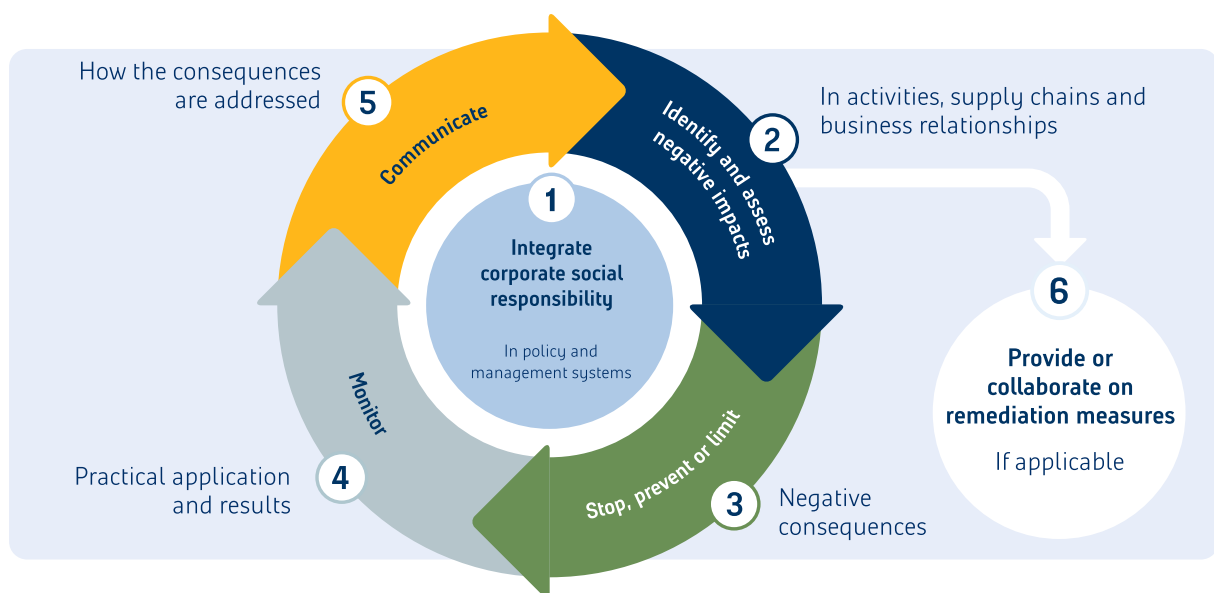 1
Integrate
corporate social
responsibility
In policy and
management systems
2
Identify and assess
negative impacts
In activities, supply chains and
business relationships
3
Stop, prevent or limit
Negative
consequences
4
Monitor
Practical application
and results
5
Communicate
How the consequences
are addressed
6
Provide or
collaborate on
remediation measures
If applicable